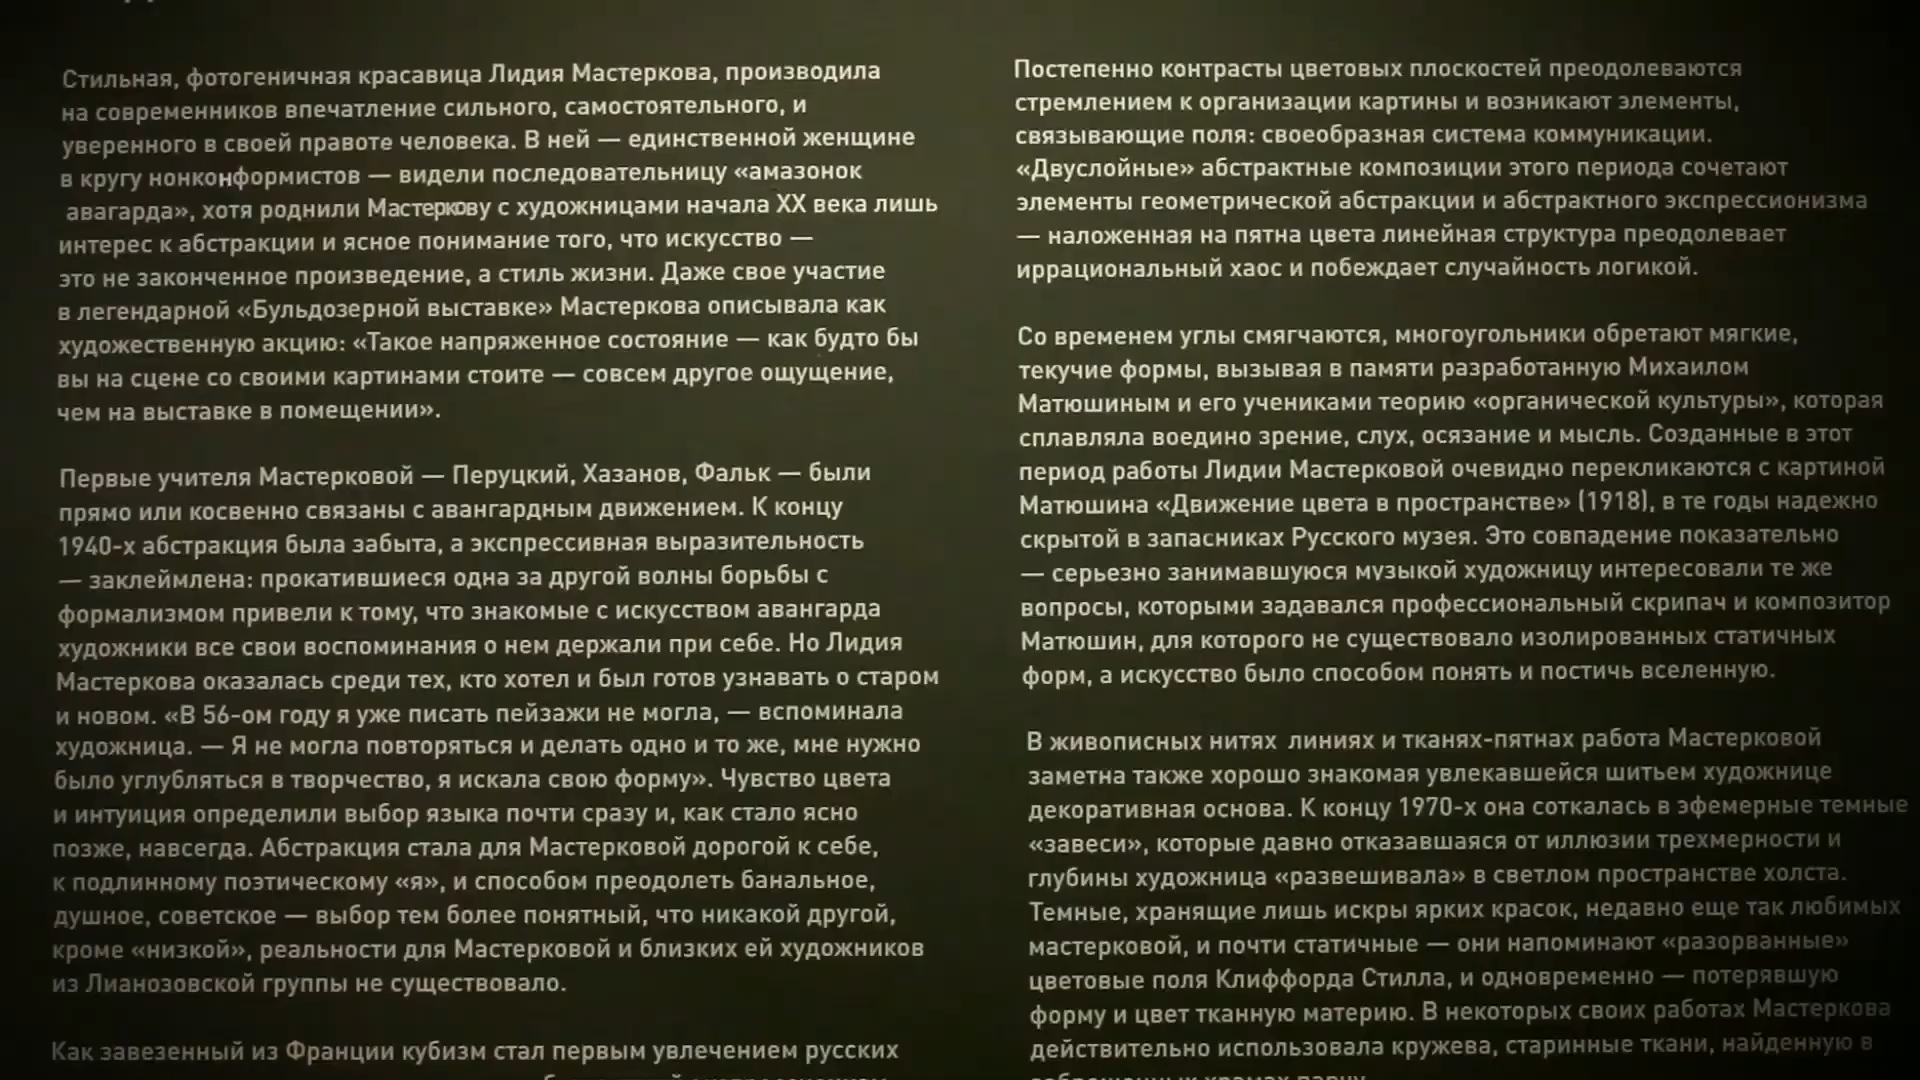 Стильная, фотогеничная красавица Лидия Мастеркова, производила
на современников впечатление сильного, самостоятельного, и
уверенного в своей правоте человека. В ней — единственной женщине
в кругу нонконформистов — видели последовательницу «амазонок
авагарда», хотя роднили Мастеркову с художницами начала XX века лишь
интерес к абстракции и ясное понимание того, что искусство —
это не законченное произведение, а стиль жизни. Даже свое участие
в легендарной «Бульдозерной выставке» Мастеркова описывала как
художественную акцию: «Такое напряженное состояние — как будто бы
вы на сцене со своими картинами стоите — совсем другое ощущение,
чем на выставке в помещении».
Первые учителя Мастерковой — Перуцкий, Хазанов, Фальк — были
прямо или косвенно связаны с авангардным движением. К концу
1940-х абстракция была забыта, а экспрессивная выразительность
— заклеймлена: прокатившиеся одна за другой волны борьбы с
формализмом привели к тому, что знакомые с искусством авангарда
художники все свои воспоминания о нем держали при себе. Но Лидия
Мастеркова оказалась среди тех, кто хотел и был готов узнавать о старом
и новом. «В 56-ом году я уже писать пейзажи не могла, — вспоминала
художница. — Я не могла повторяться и делать одно и то же, мне нужно
было углубляться в творчество, я искала свою форму». Чувство цвета
и интуиция определили выбор языка почти сразу и, как стало ясно
позже, навсегда. Абстракция стала для Мастерковой дорогой к себе,
к подлинному поэтическому «я», и способом преодолеть банальное,
душное, советское — выбор тем более понятный, что никакой другой,
кроме «низкой», реальности для Мастерковой и близких ей художников
из Лианозовской группы не существовало.
Как завезенный из Франции кубизм стал первым увлечением русских
Постепенно контрасты цветовых плоскостей преодолеваются
стремлением к организации картины и возникают элементы,
связывающие поля: своеобразная система коммуникации.
«Двуслойные» абстрактные композиции этого периода сочетают
элементы геометрической абстракции и абстрактного экспрессионизма
— наложенная на пятна цвета линейная структура преодолевает
иррациональный хаос и побеждает случайность логикой.
Со временем углы смягчаются, многоугольники обретают мягкие,
текучие формы, вызывая в памяти разработанную Михаилом
Матюшиным и его учениками теорию «органической культуры», которая
сплавляла воедино зрение, слух, осязание и мысль. Созданные в этот
период работы Лидии Мастерковой очевидно перекликаются с картиной
Матюшина «Движение цвета в пространстве» (1918), в те годы надежно
скрытой в запасниках Русского музея. Это совпадение показательно
— серьезно занимавшуюся музыкой художницу интересовали те же
вопросы, которыми задавался профессиональный скрипач и композитор
Матюшин, для которого не существовало изолированных статичных
форм, а искусство было способом понять и постичь вселенную.
В живописных нитях линиях и тканях-пятнах работа Мастерковой
заметна также хорошо знакомая увлекавшейся шитьем художнице
декоративная основа. К концу 1970-х она соткалась в эфемерные темные
«завеси», которые давно отказавшаяся от иллюзии трехмерности и
глубины художница «развешивала» в светлом пространстве холста.
Темные, хранящие лишь искры ярких красок, недавно еще так любимых
мастерковой, и почти статичные — они напоминают «разорванные»
цветовые поля Клиффорда Стилла, и одновременно — потерявшую
форму и цвет тканную материю. В некоторых своих работах Мастеркова
действительно использовала кружева, старинные ткани, найденную в